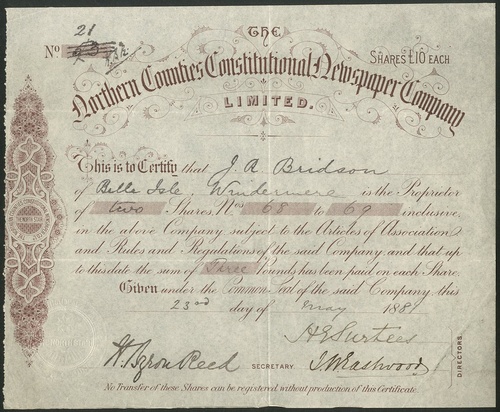 21
No 23
THE
SHARES £10 EACH
Northern Counties Constitutional Newspaper Company
LIMITED.
This is to Certify that J. R. Bridson
of Belle Isle, Windermere is the Proprietor
of two Shares, Nos 68 to 69 inclusive,
in the above Company, subject to the Articles of Association
and Rules and Regulations of the said Company, and that up
to this date the sum of Three Pounds has been paid on each Share.
Given under the Common Seal of the said Company this
23rd day of May 1881
H E Surtees
H. Byron Reed SECRETARY. J. W. Eastwood
DIRECTORS.
No Transfer of these Shares can be registered without production of this Certificate.